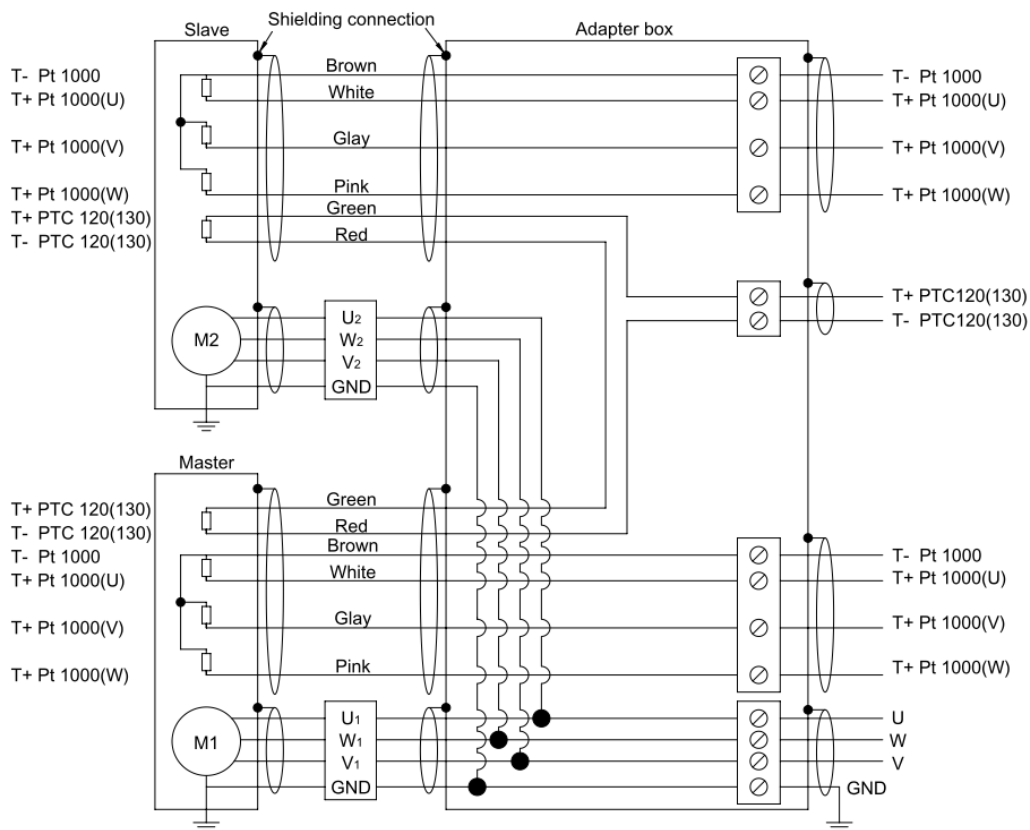 Shielding connection
Slave
Adapter box
T- Pt 1000
Brown
T- Pt 1000
T+ Pt 1000(U)
White
T+ Pt 1000(U)
T+ Pt 1000(V)
Glay
T+ Pt 1000(V)
T+ Pt 1000(W)
Pink
T+ Pt 1000(W)
T+ PTC 120(130)
Green
T- PTC 120(130)
Red
T+ PTC120(130)
T- PTC120(130)
M2
U2
W2
V2
GND
Master
T+ PTC 120(130)
Green
T- PTC 120(130)
Red
T- Pt 1000
Brown
T- Pt 1000
T+ Pt 1000(U)
White
T+ Pt 1000(U)
T+ Pt 1000(V)
Glay
T+ Pt 1000(V)
T+ Pt 1000(W)
Pink
T+ Pt 1000(W)
M1
U1
U
W1
W
V1
V
GND
GND